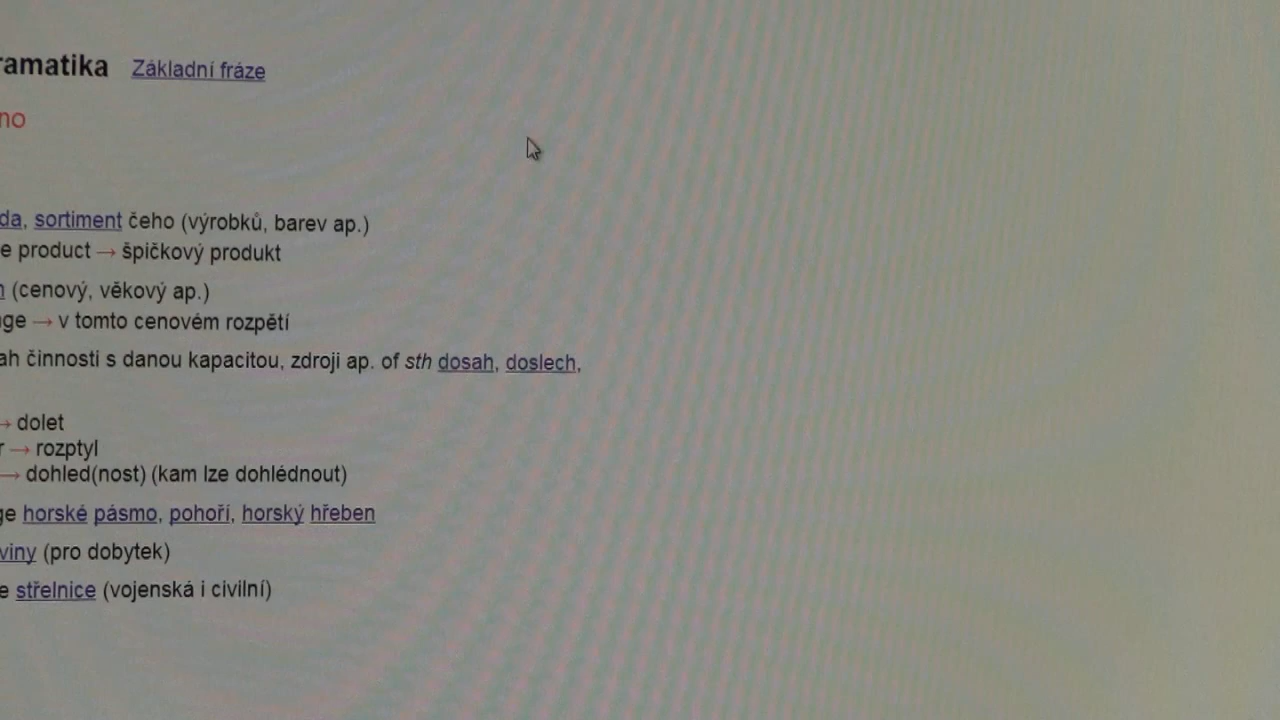 ramatika Základní fráze
no
da, sortiment čeho (výrobků, barev ap.)
e product → špičkový produkt
n (cenový, věkový ap.)
nge → v tomto cenovém rozpětí
ah činnosti s danou kapacitou, zdroji ap. of sth dosah, doslech,
→ dolet
r → rozptyl
→ dohled(nost) (kam lze dohlédnout)
ge horské pásmo, pohoří, horský hřeben
viny (pro dobytek)
e střelnice (vojenská i civilní)